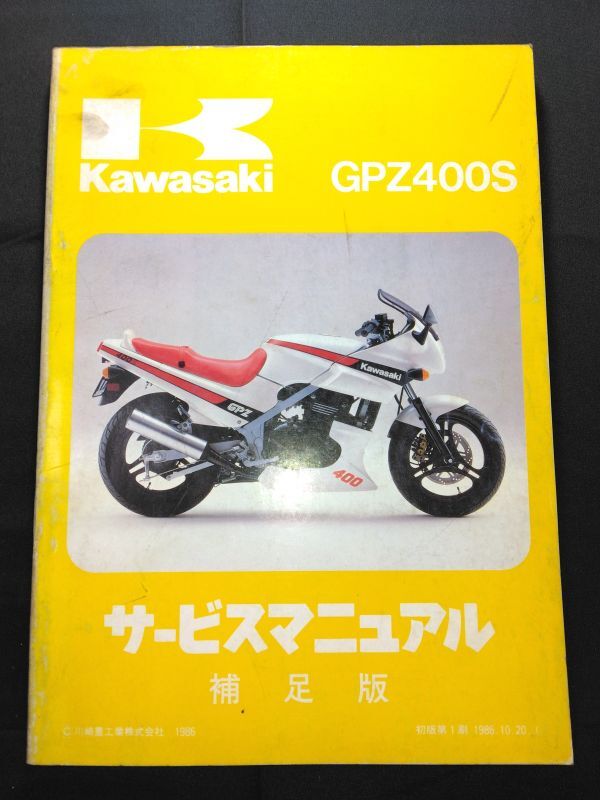 Kawasaki GPZ400S
400
Kawasaki
GPZ
400
サービスマニュアル
補足版
©川崎重工業株式会社 1986
初版第1刷 1986.10.20.